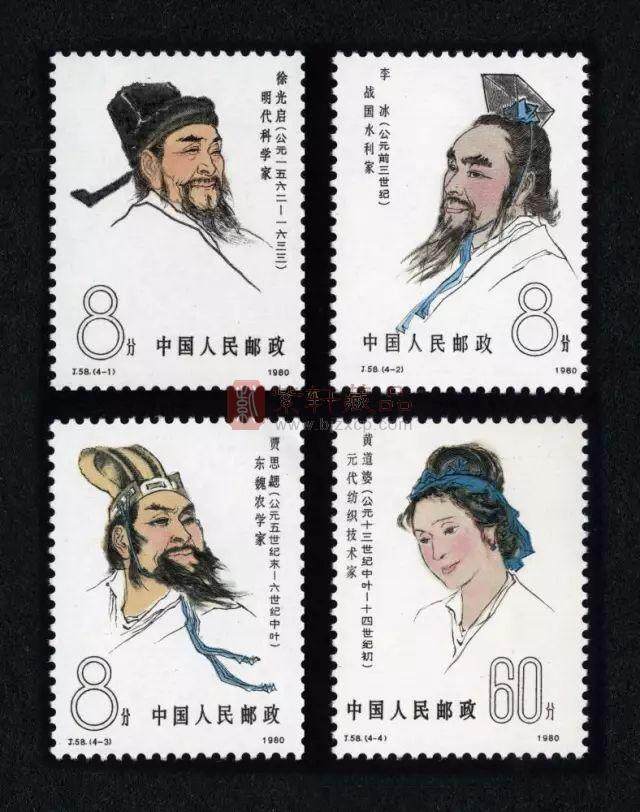 徐光启(公元一五六二—一六三三)
明代科学家
8分
中国人民邮政
J.58.(4-1)
1980
李 冰(公元前三世纪)
战国水利家
中国人民邮政
8分
J.58.(4-2)
1980
紫轩藏品
www.bizxcp.com
贾思勰(公元五世纪末—六世纪中叶)
东魏农学家
8分
中国人民邮政
J.58.(4-3)
1980
黄道婆(公元十三世纪中叶—十四世纪初)
元代纺织技术家
中国人民邮政
60分
J.58.(4-4)
1980